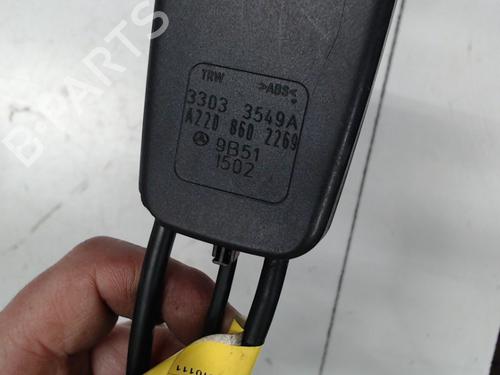 B-PARTS
TRW >ABS<
3303 3549A
A220 860 2269
9B51
1502